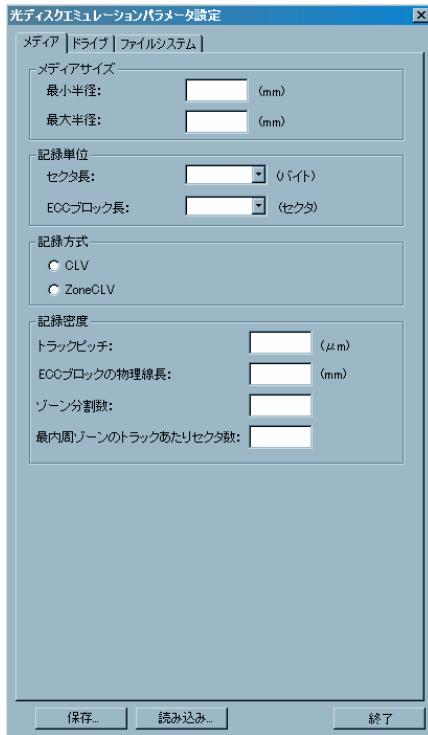 光ディスクエミュレーションパラメータ設定
メディア ドライブ ファイルシステム
メディアサイズ
最小半径: (mm)
最大半径: (mm)
記録単位
セクタ長: (バイト)
ECCブロック長: (セクタ)
記録方式
CLV
ZoneCLV
記録密度
トラックピッチ: (μm)
ECCブロックの物理線長: (mm)
ゾーン分割数:
最内周ゾーンのトラックあたりセクタ数:
保存... 読み込み... 終了